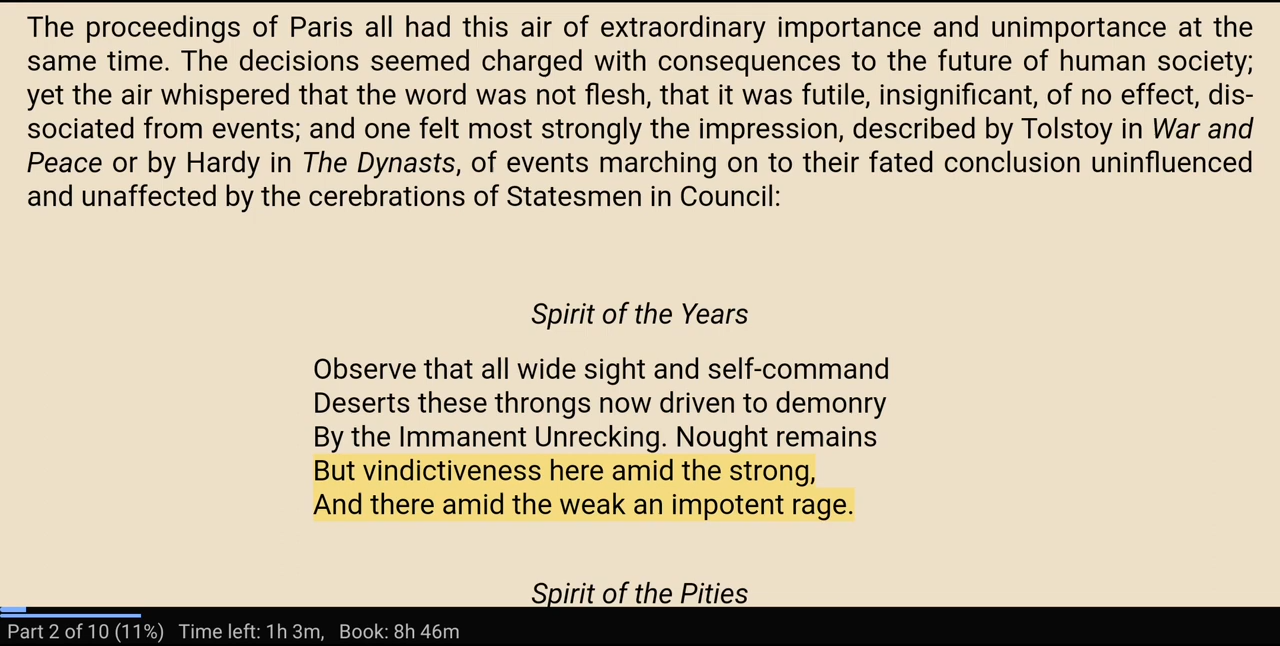 The proceedings of Paris all had this air of extraordinary importance and unimportance at the
same time. The decisions seemed charged with consequences to the future of human society;
yet the air whispered that the word was not flesh, that it was futile, insignificant, of no effect, dis-
sociated from events; and one felt most strongly the impression, described by Tolstoy in War and
Peace or by Hardy in The Dynasts, of events marching on to their fated conclusion uninfluenced
and unaffected by the cerebrations of Statesmen in Council:
Spirit of the Years
Observe that all wide sight and self-command
Deserts these throngs now driven to demonry
By the Immanent Unrecking. Nought remains
But vindictiveness here amid the strong,
And there amid the weak an impotent rage.
Spirit of the Pities
Part 2 of 10 (11%) Time left: 1h 3m, Book: 8h 46m